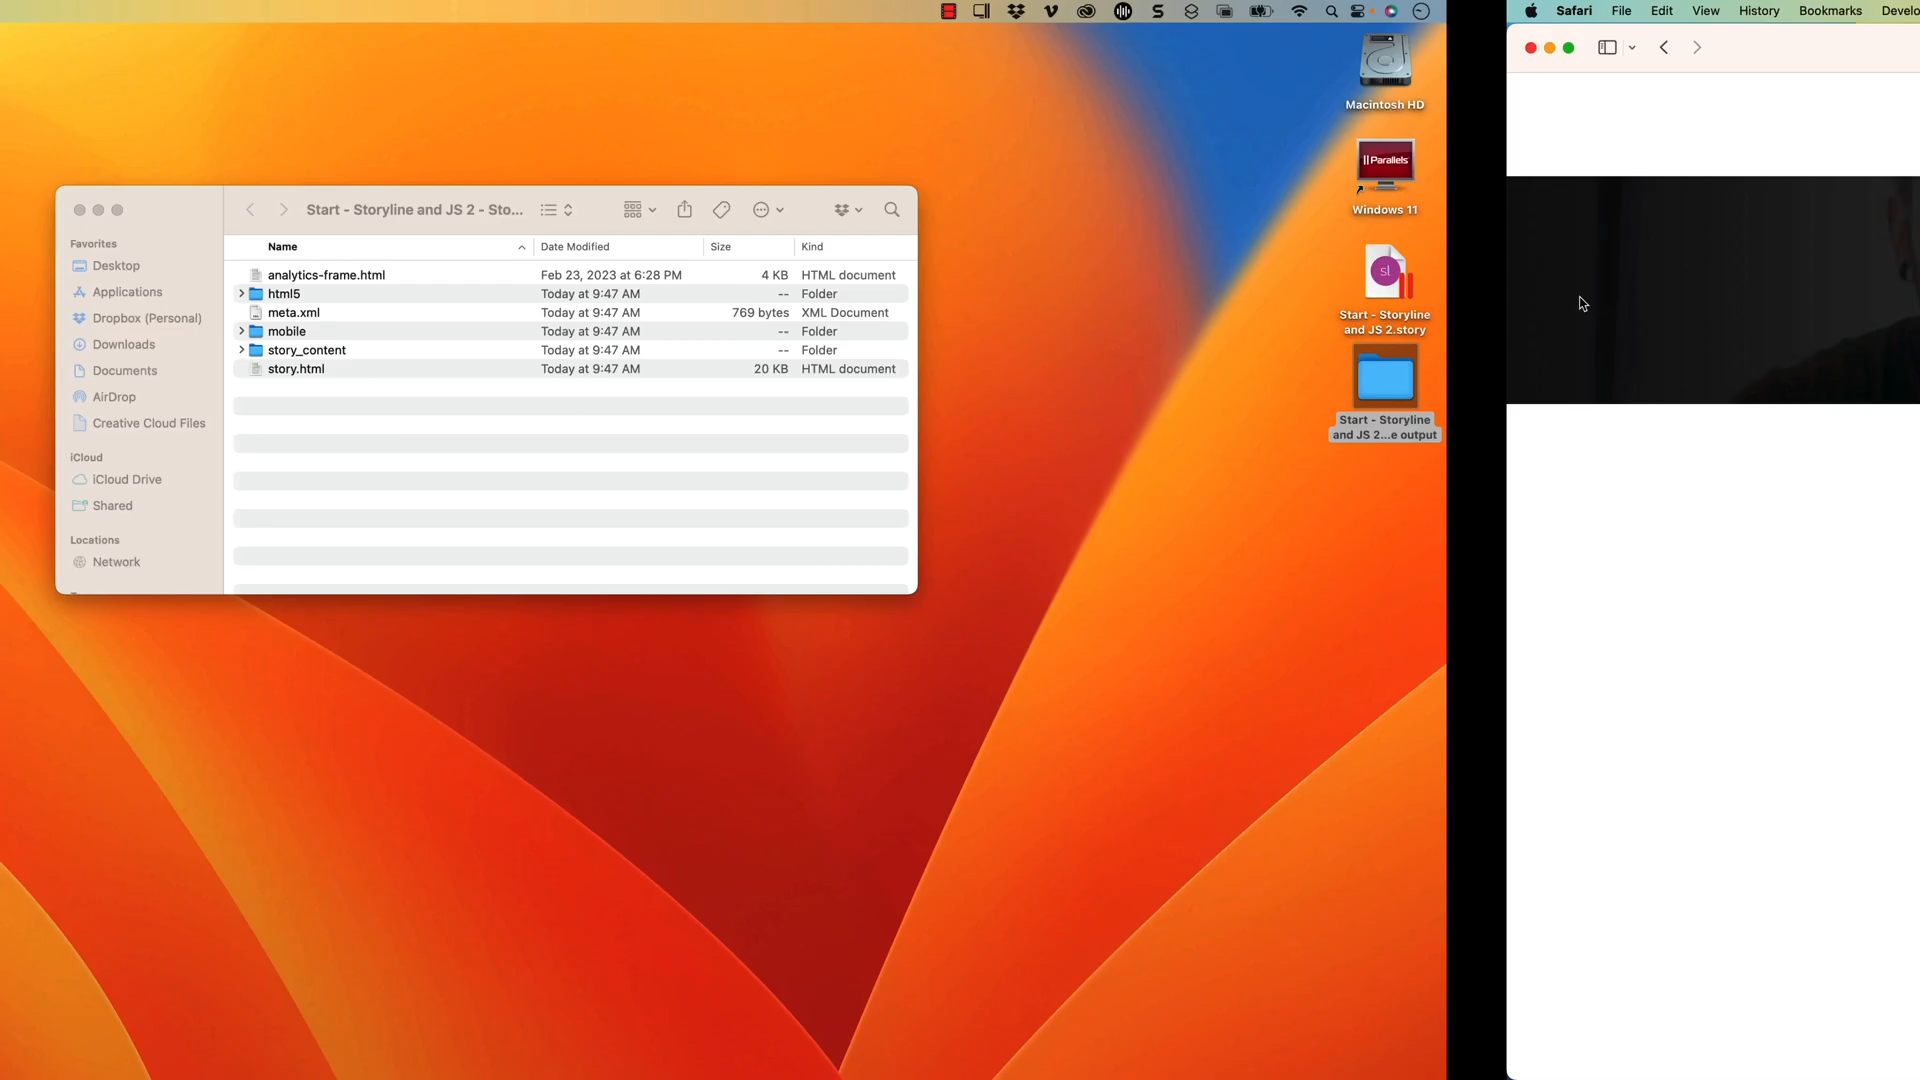 Safari File Edit View History Bookmarks Develo
Macintosh HD
Parallels
Windows 11
sl
Start - Storyline
and JS 2.story
Start - Storyline
and JS 2...e output
Start - Storyline and JS 2 - Sto...
Favorites
Desktop
Applications
Dropbox (Personal)
Downloads
Documents
AirDrop
Creative Cloud Files
iCloud
iCloud Drive
Shared
Locations
Network
Name Date Modified Size Kind
analytics-frame.html Feb 23, 2023 at 6:28 PM 4 KB HTML document
html5 Today at 9:47 AM -- Folder
meta.xml Today at 9:47 AM 769 bytes XML Document
mobile Today at 9:47 AM -- Folder
story_content Today at 9:47 AM -- Folder
story.html Today at 9:47 AM 20 KB HTML document